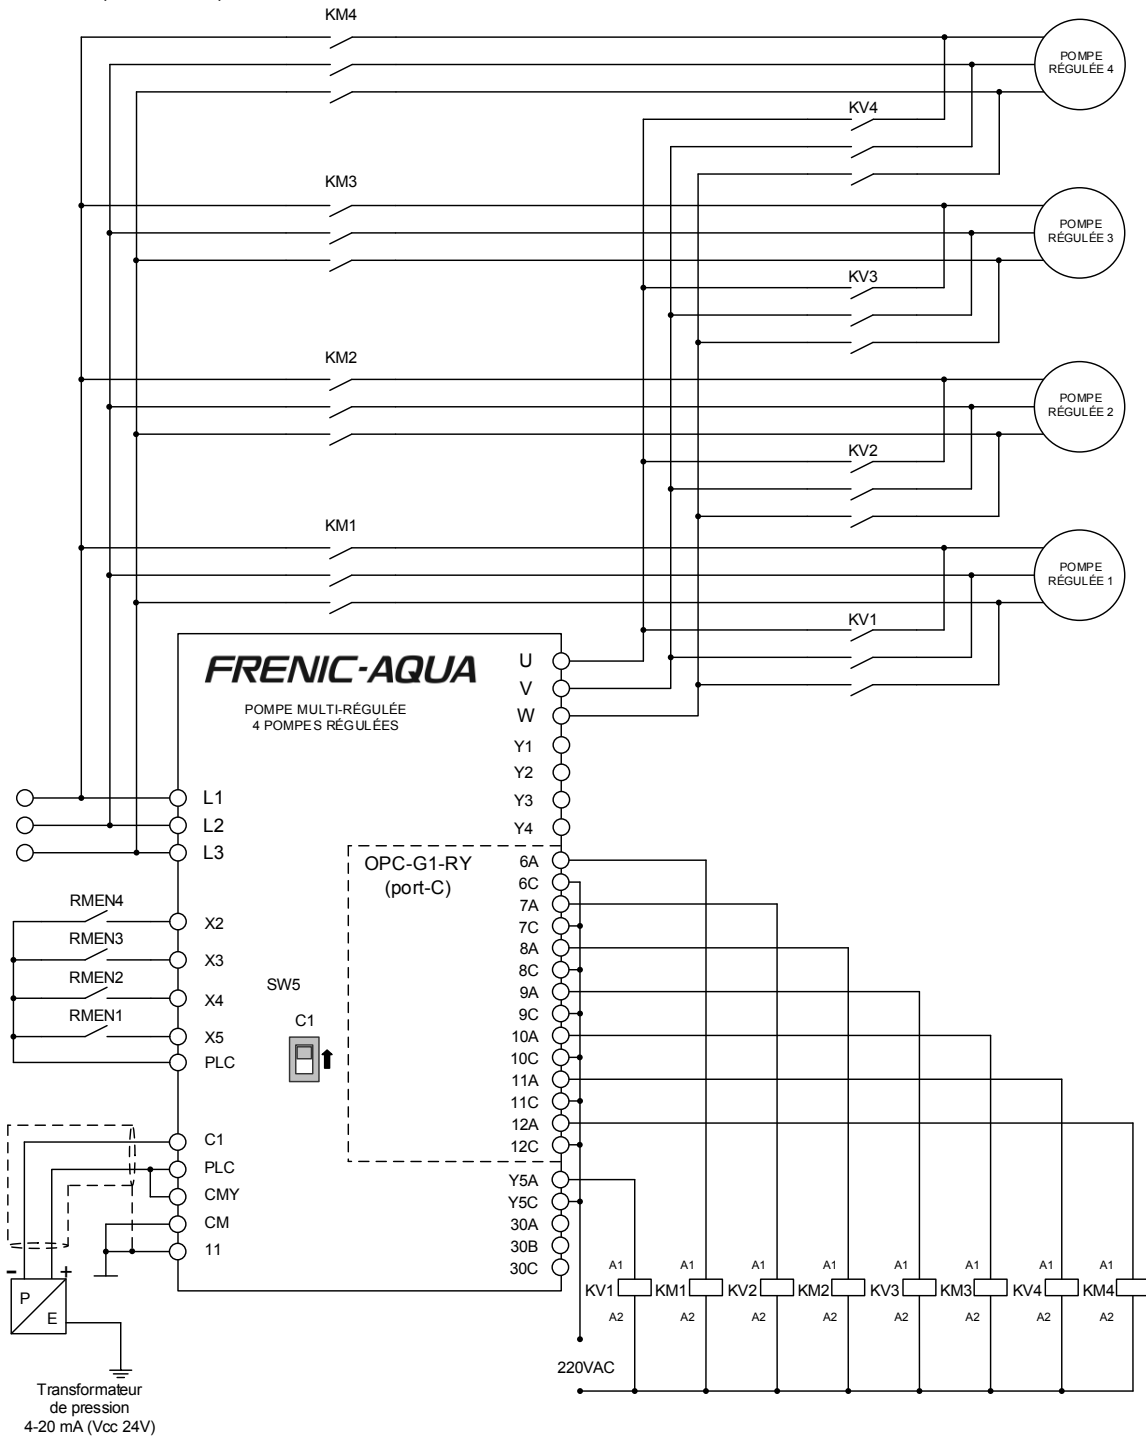 KM4
POMPE
RÉGULÉE 4
KV4
KM3
POMPE
RÉGULÉE 3
KV3
KM2
POMPE
RÉGULÉE 2
KV2
KM1
POMPE
RÉGULÉE 1
KV1
FRENIC-AQUA
POMPE MULTI-RÉGULÉE
4 POMPES RÉGULÉES
U
V
W
Y1
Y2
Y3
Y4
L1
L2
L3
OPC-G1-RY
(port-C)
6A
6C
7A
7C
8A
8C
9A
9C
10A
10C
11A
11C
12A
12C
Y5A
Y5C
30A
30B
30C
RMEN4
X2
RMEN3
X3
RMEN2
X4
RMEN1
X5
PLC
SW5
C1
C1
PLC
CMY
CM
11
- +
P
E
Transformateur
de pression
4-20 mA (Vcc 24V)
A1 A1 A1 A1 A1 A1 A1 A1
KV1 KM1 KV2 KM2 KV3 KM3 KV4 KM4
A2 A2 A2 A2 A2 A2 A2 A2
220VAC